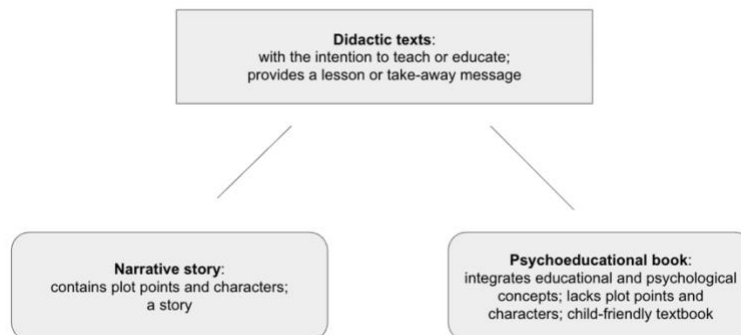 Didactic texts:
with the intention to teach or educate;
provides a lesson or take-away message
Narrative story:
contains plot points and characters;
a story
Psychoeducational book:
integrates educational and psychological
concepts; lacks plot points and
characters; child-friendly textbook